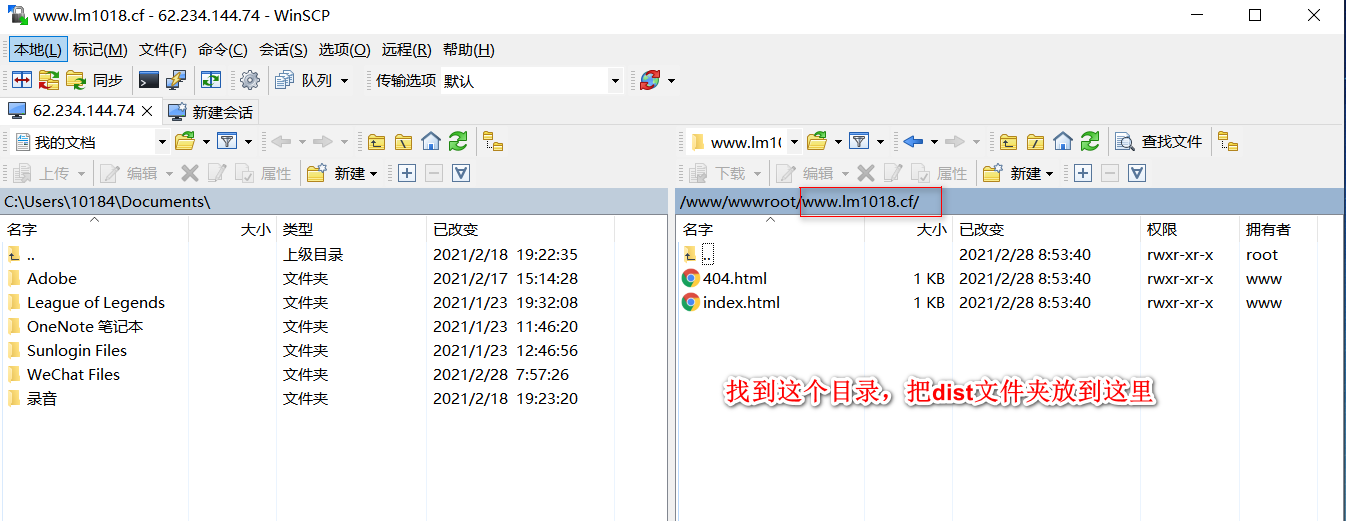 www.lm1018.cf - 62.234.144.74 - WinSCP
本地(L) 标记(M) 文件(F) 命令(C) 会话(S) 选项(O) 远程(R) 帮助(H)
同步 队列 传输选项 默认
62.234.144.74 新建会话
我的文档 www.lm1( 查找文件
上传 编辑 属性 新建 下载 编辑 属性 新建
C:\Users\10184\Documents\ /www/wwwroot/www.lm1018.cf/
名字 大小 类型 已改变 名字 大小 已改变 权限 拥有者
.. 上级目录 2021/2/18 19:22:35 .. 2021/2/28 8:53:40 rwxr-xr-x root
Adobe 文件夹 2021/2/17 15:14:28 404.html 1 KB 2021/2/28 8:53:40 rwxr-xr-x www
League of Legends 文件夹 2021/1/23 19:32:08 index.html 1 KB 2021/2/28 8:53:40 rwxr-xr-x www
OneNote 笔记本 文件夹 2021/1/23 11:46:20
Sunlogin Files 文件夹 2021/1/23 12:46:56
WeChat Files 文件夹 2021/2/28 7:57:26
录音 文件夹 2021/2/18 19:23:20
找到这个目录，把dist文件夹放到这里